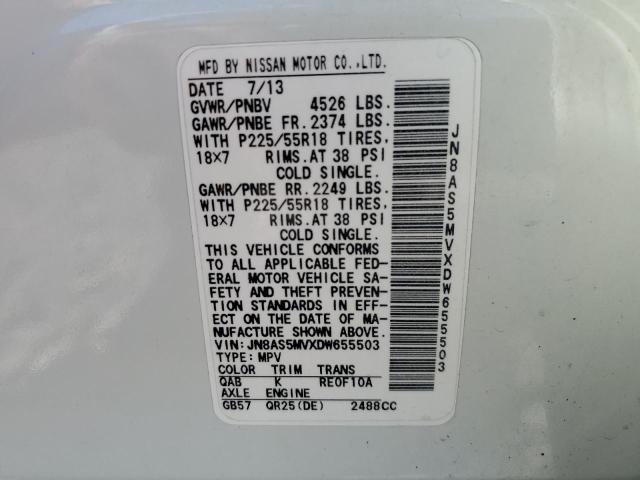 MFD BY NISSAN MOTOR CO.,LTD.
DATE 7/13
GVWR/PNBV 4526 LBS.
GAWR/PNBE FR. 2374 LBS.
WITH P225/55R18 TIRES,
18×7 RIMS. AT 38 PSI
COLD SINGLE.
GAWR/PNBE RR. 2249 LBS.
WITH P225/55R18 TIRES,
18×7 RIMS. AT 38 PSI
COLD SINGLE.
THIS VEHICLE CONFORMS
TO ALL APPLICABLE FED-
ERAL MOTOR VEHICLE SA-
FETY AND THEFT PREVEN-
TION STANDARDS IN EFF-
ECT ON THE DATE OF MA-
NUFACTURE SHOWN ABOVE.
VIN: JN8AS5MVXDW655503
TYPE: MPV
COLOR TRIM TRANS
QAB K RE0F10A
AXLE ENGINE
GB57 QR25(DE) 2488CC
JN8AS5MVXDW655503